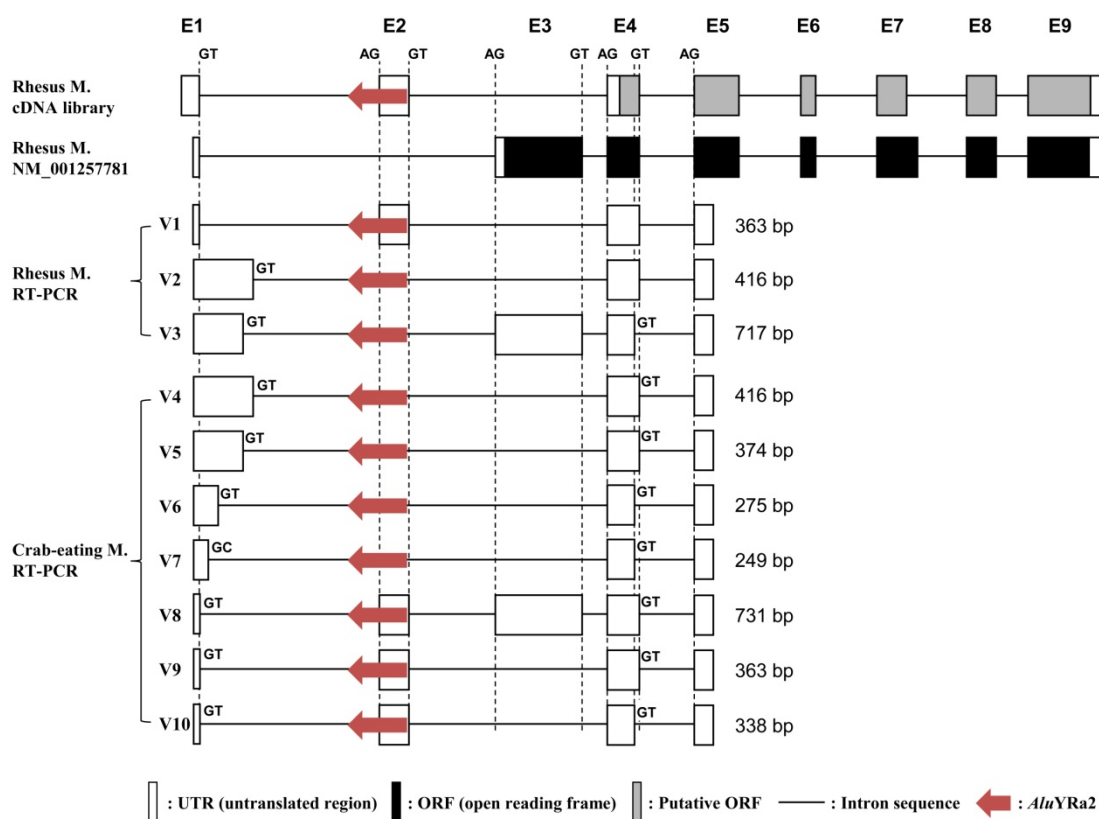 E1 E2 E3 E4 E5 E6 E7 E8 E9
GT AG GT AG GT AG GT AG
Rhesus M.
cDNA library
Rhesus M.
NM_001257781
V1 363 bp
Rhesus M.
RT-PCR
V2 GT 416 bp
V3 GT GT 717 bp
V4 GT GT 416 bp
V5 GT GT 374 bp
V6 GT GT 275 bp
Crab-eating M.
RT-PCR
V7 GC GT 249 bp
V8 GT GT 731 bp
V9 GT GT 363 bp
V10 GT GT 338 bp
: UTR (untranslated region) : ORF (open reading frame) : Putative ORF : Intron sequence : AluYRa2